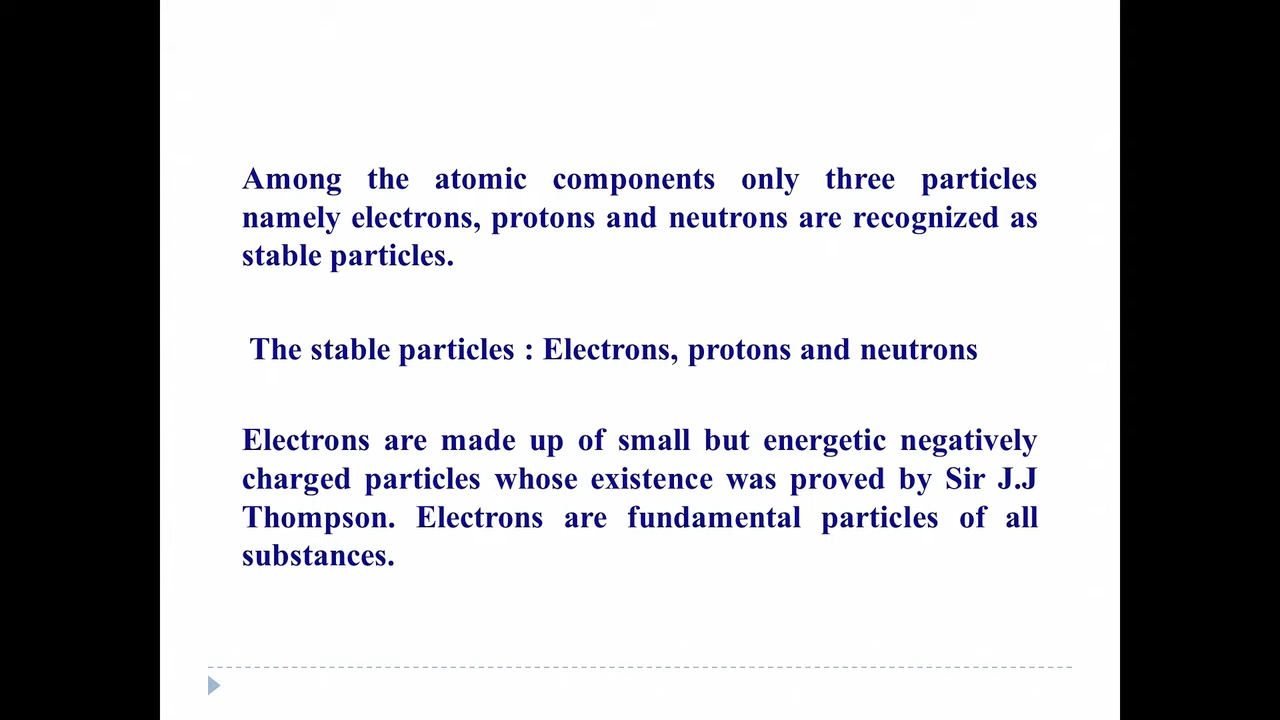 Among the atomic components only three particles
namely electrons, protons and neutrons are recognized as
stable particles.
The stable particles : Electrons, protons and neutrons
Electrons are made up of small but energetic negatively
charged particles whose existence was proved by Sir J.J
Thompson. Electrons are fundamental particles of all
substances.